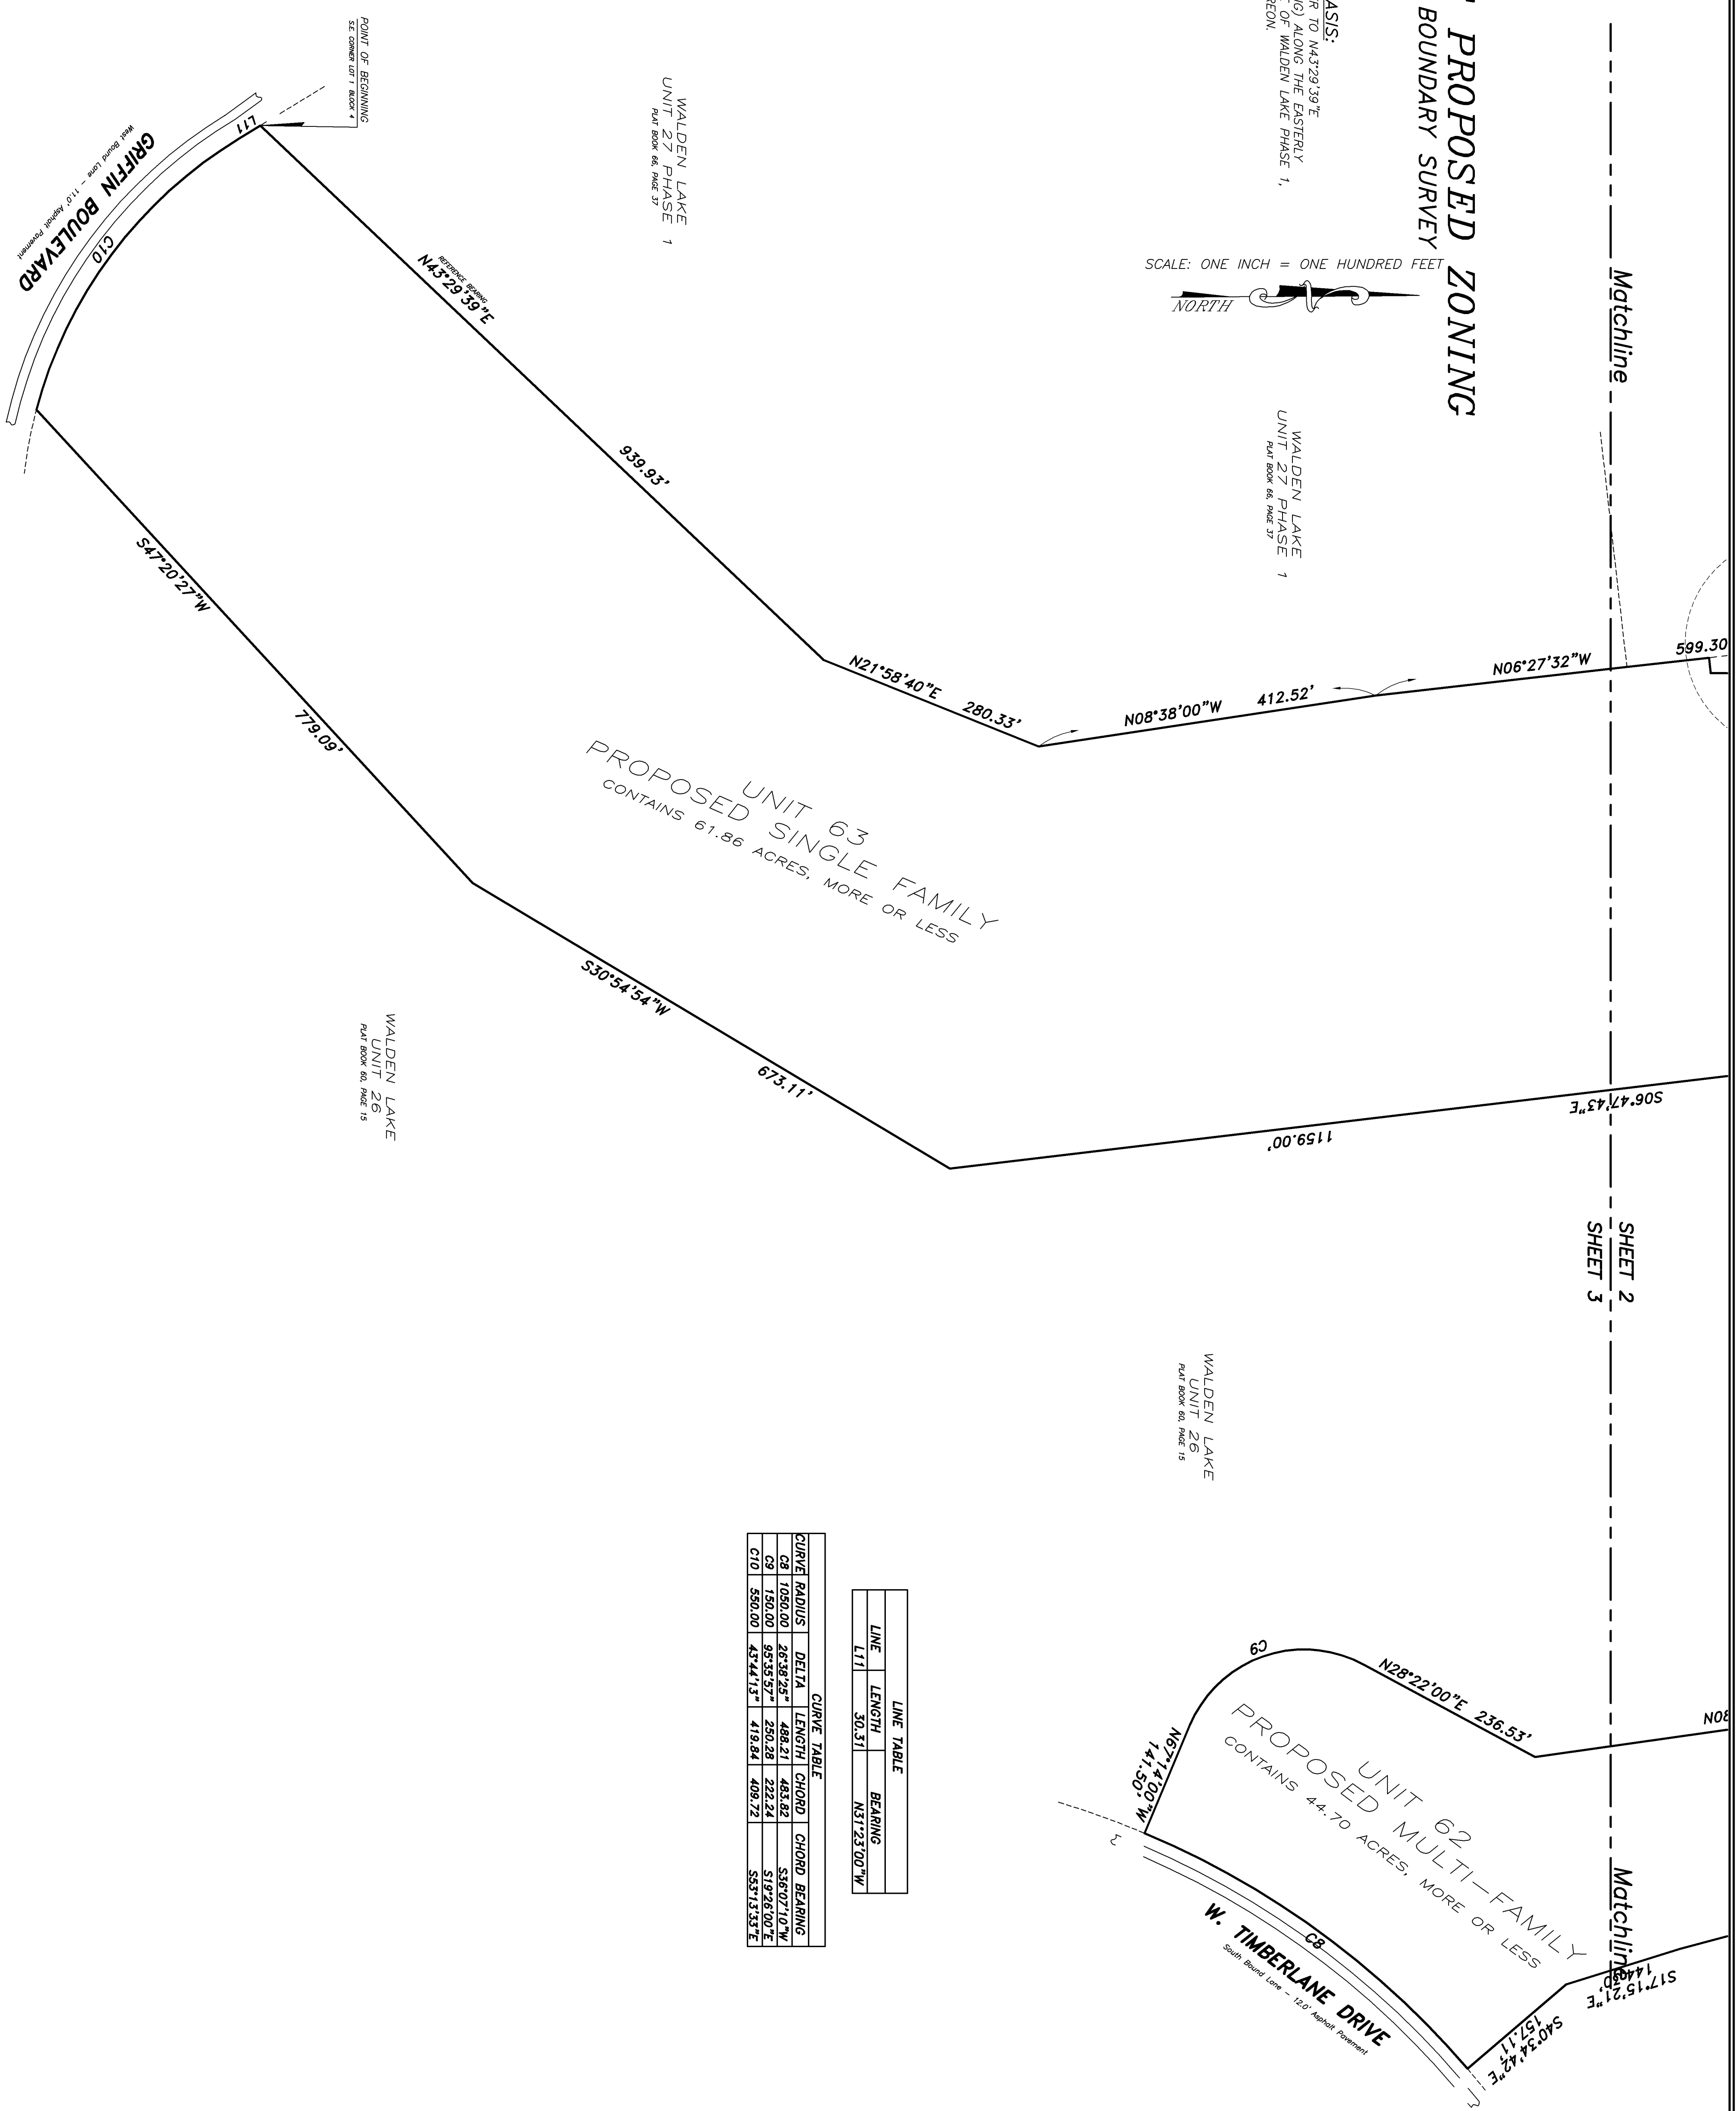 PROPOSED ZONING
BOUNDARY SURVEY
ASIS:
R TO N43°29'39"E
NG) ALONG THE EASTERLY
OF WALDEN LAKE PHASE 1,
REON.
SCALE: ONE INCH = ONE HUNDRED FEET
NORTH
Matchline
SHEET 2
SHEET 3
Matchline
WALDEN LAKE
UNIT 27 PHASE 1
PLAT BOOK 66, PAGE 37
WALDEN LAKE
UNIT 27 PHASE 1
PLAT BOOK 66, PAGE 37
599.30
N06°27'32"W
412.52'
N08°38'00"W
280.33'
N21°58'40"E
939.93'
REFERENCE BEARING
N43°29'39"E
POINT OF BEGINNING
S.E. CORNER LOT 1 BLOCK 4
L11
C10
GRIFFIN BOULEVARD
West Bound Lane - 11.0' Asphalt Pavement
S47°20'27"W
779.09'
UNIT 63
PROPOSED SINGLE FAMILY
CONTAINS 61.86 ACRES, MORE OR LESS
S30°54'54"W
673.11'
S06°47'43"E
1159.00'
WALDEN LAKE
UNIT 26
PLAT BOOK 60, PAGE 15
WALDEN LAKE
UNIT 26
PLAT BOOK 60, PAGE 15
N08
N28°22'00"E 236.53'
C9
N67°14'00"W
141.50'
UNIT 62
PROPOSED MULTI-FAMILY
CONTAINS 44.70 ACRES, MORE OR LESS
C8
W. TIMBERLANE DRIVE
South Bound Lane - 12.0' Asphalt Pavement
S17°15'21"E
S40°34'42"E
157.11'
LINE TABLE
LINE LENGTH BEARING
L11 30.31 N31°23'00"W
CURVE TABLE
CURVE RADIUS DELTA LENGTH CHORD CHORD BEARING
C8 1050.00 26°38'25" 488.21 483.82 S36°07'10"W
C9 150.00 95°35'57" 250.28 222.24 S19°26'00"E
C10 550.00 43°44'13" 419.84 409.72 S53°13'33"E